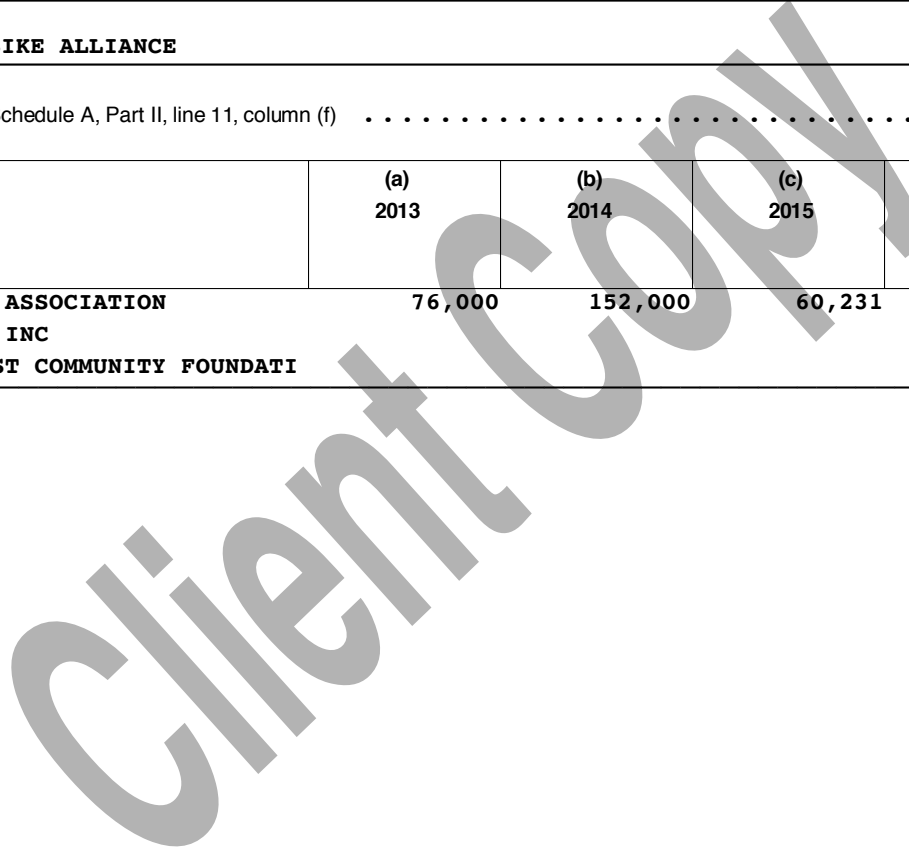 IKE ALLIANCE
chedule A, Part II, line 11, column (f) . . . . . . . . . . . . . . . . . . . . . . . . . . . . .
(a) (b) (c)
2013 2014 2015
ASSOCIATION 76,000 152,000 60,231
INC
ST COMMUNITY FOUNDATI
Client Copy